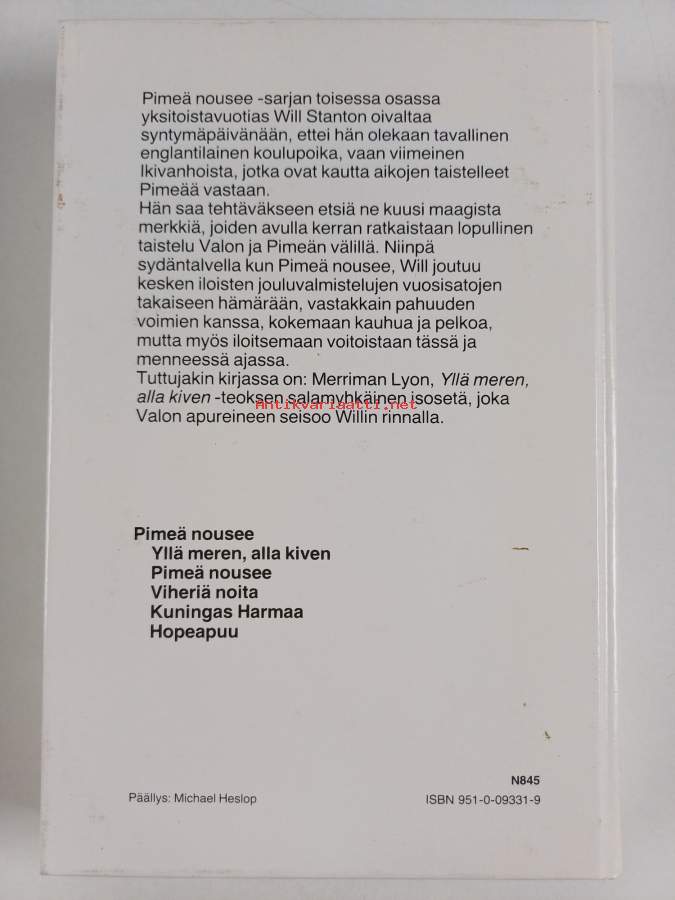 Pimeä nousee -sarjan toisessa osassa
yksitoistavuotias Will Stanton oivaltaa
syntymäpäivänään, ettei hän olekaan tavallinen
englantilainen koulupoika, vaan viimeinen
Ikivanhoista, jotka ovat kautta aikojen taistelleet
Pimeää vastaan.
Hän saa tehtäväkseen etsiä ne kuusi maagista
merkkiä, joiden avulla kerran ratkaistaan lopullinen
taistelu Valon ja Pimeän välillä. Niinpä
sydäntalvella kun Pimeä nousee, Will joutuu
kesken iloisten jouluvalmistelujen vuosisatojen
takaiseen hämärään, vastakkain pahuuden
voimien kanssa, kokemaan kauhua ja pelkoa,
mutta myös iloitsemaan voitoistaan tässä ja
menneessä ajassa.
Tuttujakin kirjassa on: Merriman Lyon, Yllä meren,
alla kiven -teoksen salamyhkäinen isosetä, joka
Antikvariaatti.net
Valon apureineen seisoo Willin rinnalla.
Pimeä nousee
Yllä meren, alla kiven
Pimeä nousee
Viheriä noita
Kuningas Harmaa
Hopeapuu
N845
Päällys: Michael Heslop
ISBN 951-0-09331-9